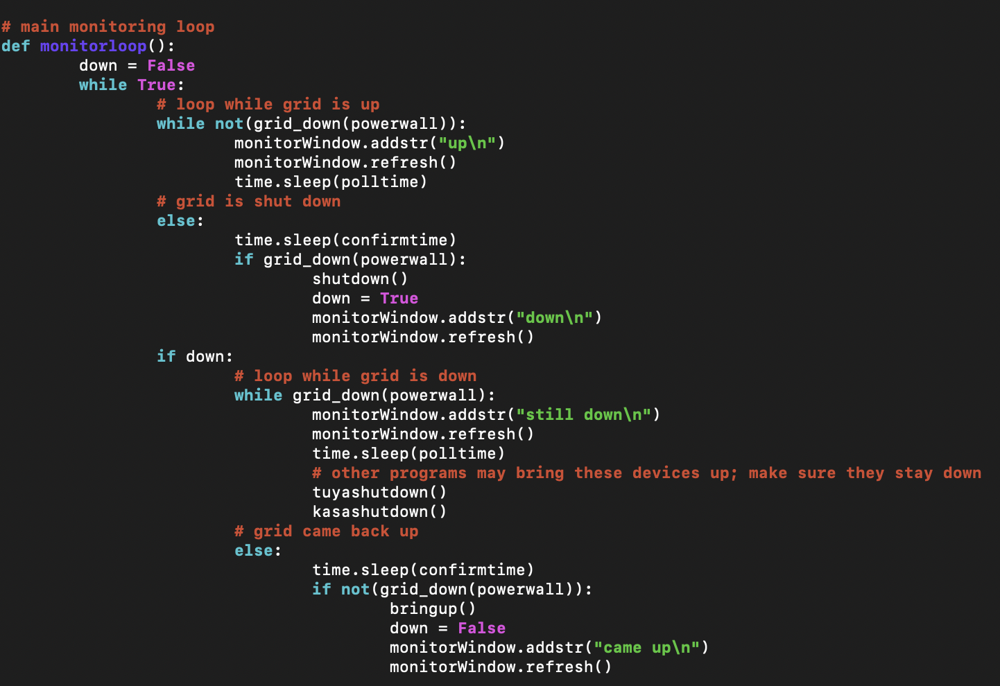 # main monitoring loop
def monitorloop():
        down = False
        while True:
                # loop while grid is up
                while not(grid_down(powerwall)):
                        monitorWindow.addstr("up\n")
                        monitorWindow.refresh()
                        time.sleep(polltime)
                # grid is shut down
                else:
                        time.sleep(confirmtime)
                        if grid_down(powerwall):
                                shutdown()
                                down = True
                                monitorWindow.addstr("down\n")
                                monitorWindow.refresh()
                if down:
                        # loop while grid is down
                        while grid_down(powerwall):
                                monitorWindow.addstr("still down\n")
                                monitorWindow.refresh()
                                time.sleep(polltime)
                                # other programs may bring these devices up; make sure they stay down
                                tuyashutdown()
                                kasashutdown()
                        # grid came back up
                        else:
                                time.sleep(confirmtime)
                                if not(grid_down(powerwall)):
                                        bringup()
                                        down = False
                                        monitorWindow.addstr("came up\n")
                                        monitorWindow.refresh()